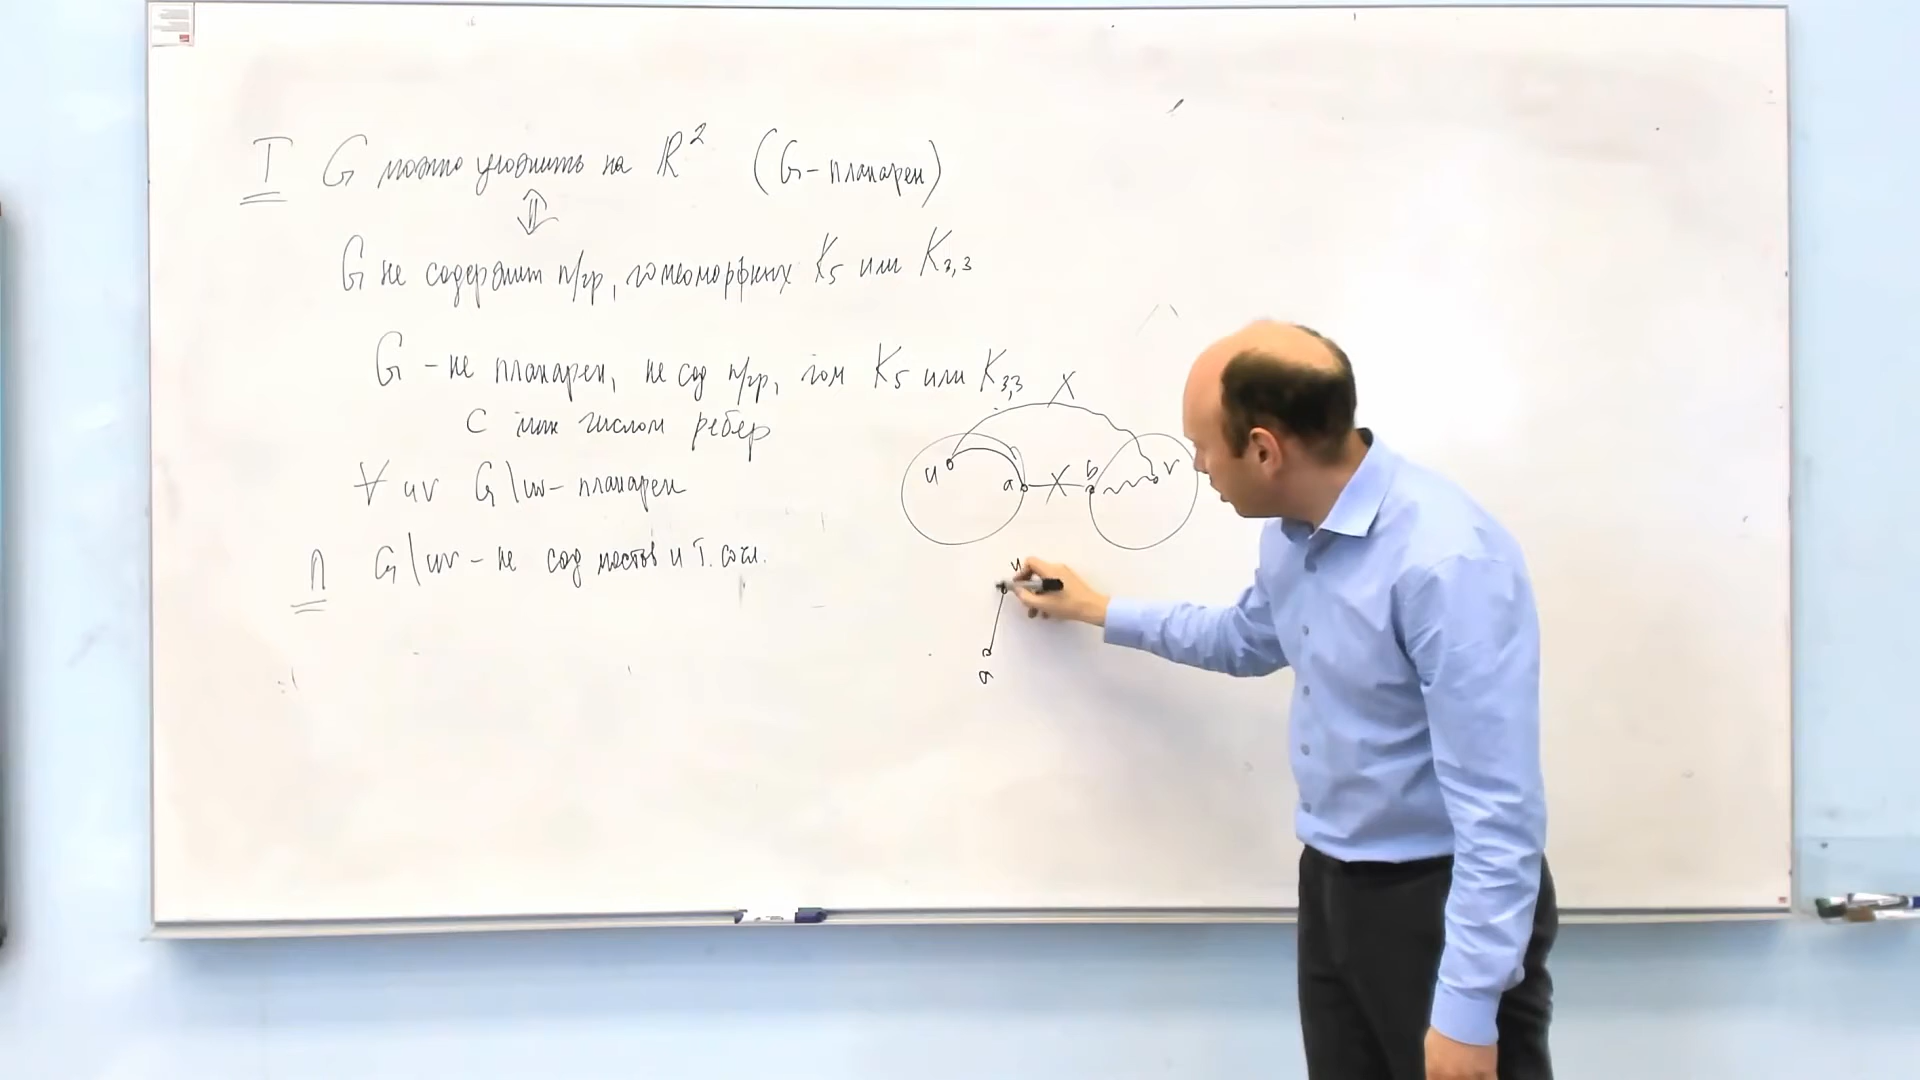 T G можно уложить на R² (G-планарен)
⇕
G не содержит п/гр, гомеоморфных K₅ или K₃,₃
G - не планарен, не сод п/гр, гом K₅ или K₃,₃
с мин числом ребер
∀ uv G\uv - планарен
Л G\uv - не сод мостов и т. соч.
X
u a X b v
u
a